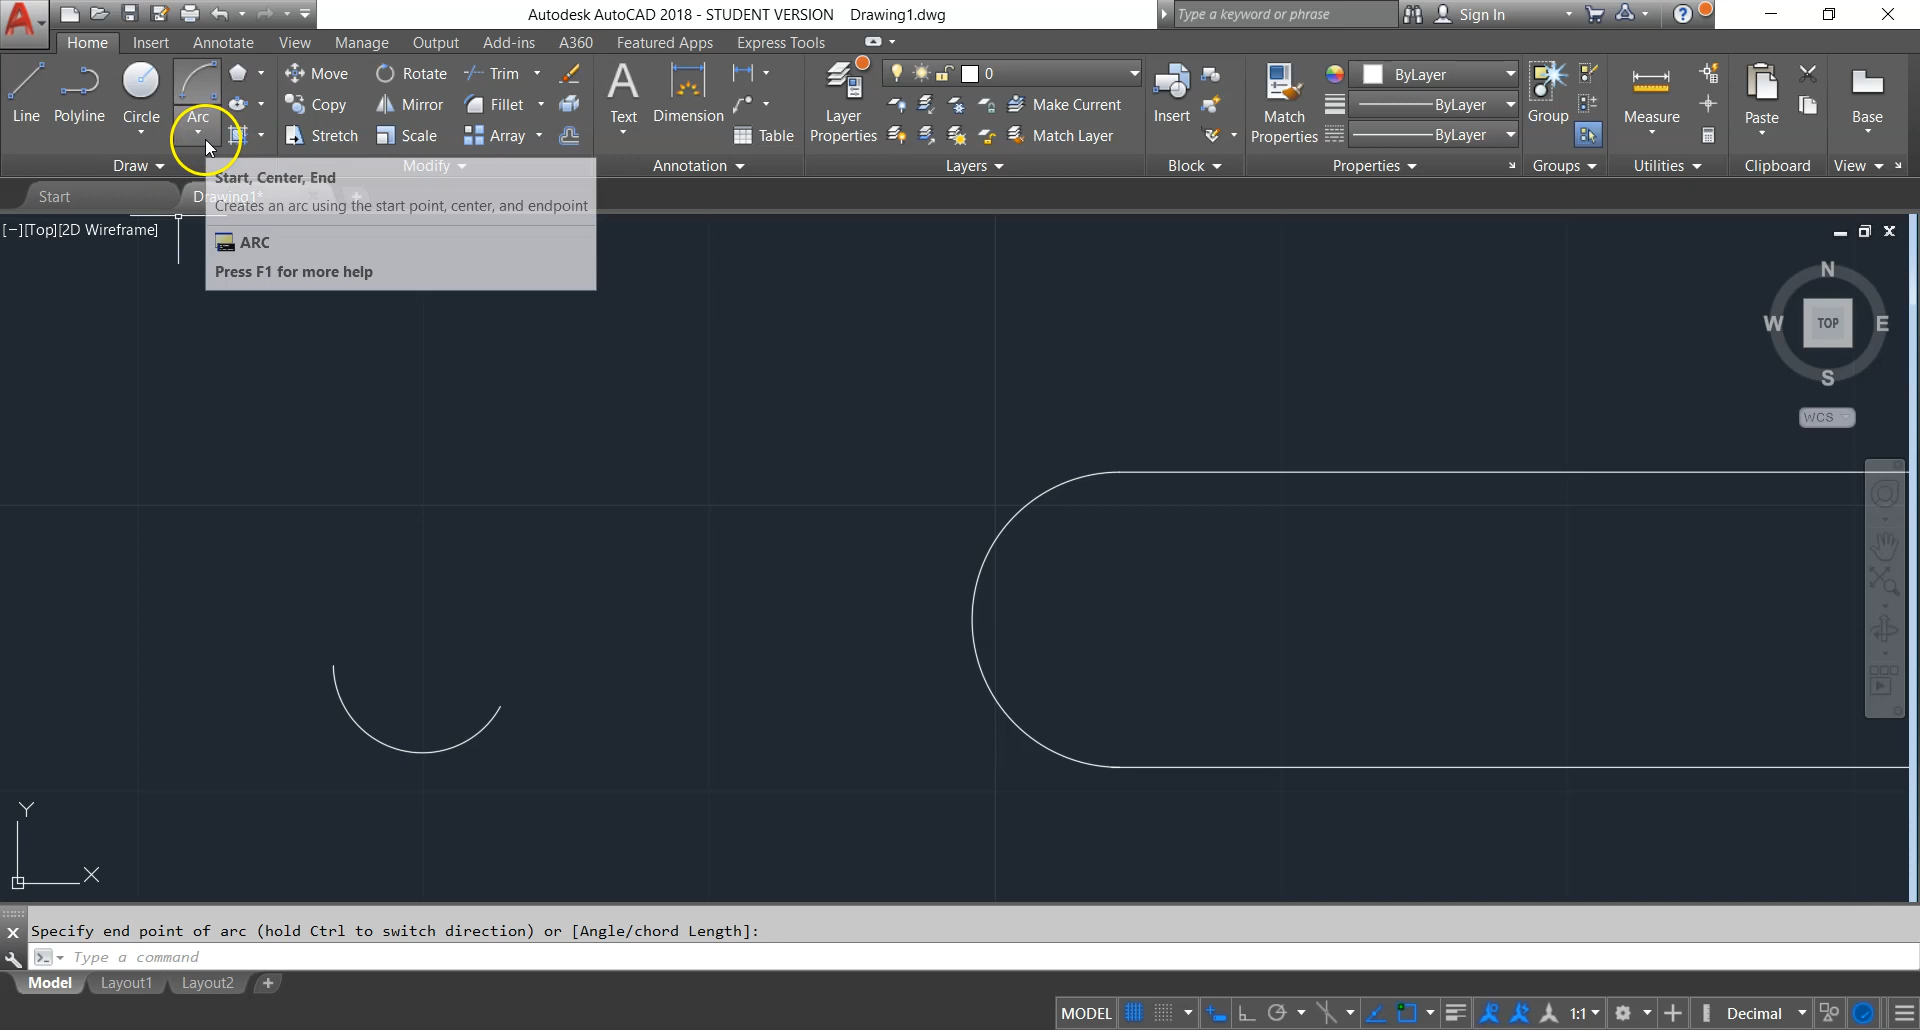 Autodesk AutoCAD 2018 - STUDENT VERSION Drawing1.dwg
Type a keyword or phrase
Sign In
Home Insert Annotate View Manage Output Add-ins A360 Featured Apps Express Tools
Line Polyline Circle Arc
Move Rotate Trim
Copy Mirror Fillet
Stretch Scale Array
Text Dimension Table
Layer Properties
0
Make Current
Match Layer
Insert
Match Properties
ByLayer
ByLayer
ByLayer
Group
Measure
Paste
Base
Draw Modify Annotation Layers Block Properties Groups Utilities Clipboard View
Start Drawing1*
Start, Center, End
Creates an arc using the start point, center, and endpoint
ARC
Press F1 for more help
[−][Top][2D Wireframe]
N
W TOP E
S
WCS
Y
X
Specify end point of arc (hold Ctrl to switch direction) or [Angle/chord Length]:
Type a command
Model Layout1 Layout2 +
MODEL 1:1 Decimal